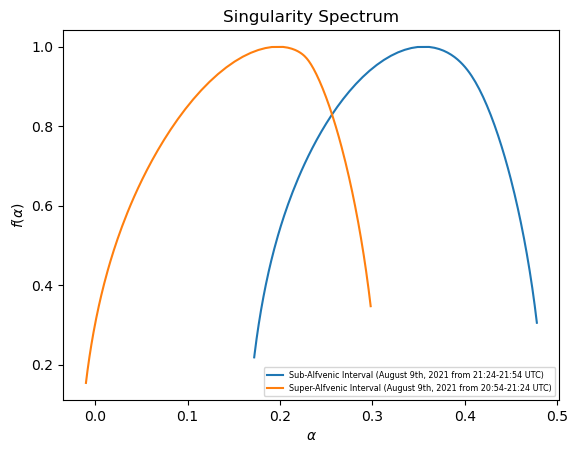 Singularity Spectrum
f(α)
1.0
0.8
0.6
0.4
0.2
0.0
0.1
0.2
0.3
0.4
0.5
α
Sub-Alfvenic Interval (August 9th, 2021 from 21:24-21:54 UTC)
Super-Alfvenic Interval (August 9th, 2021 from 20:54-21:24 UTC)